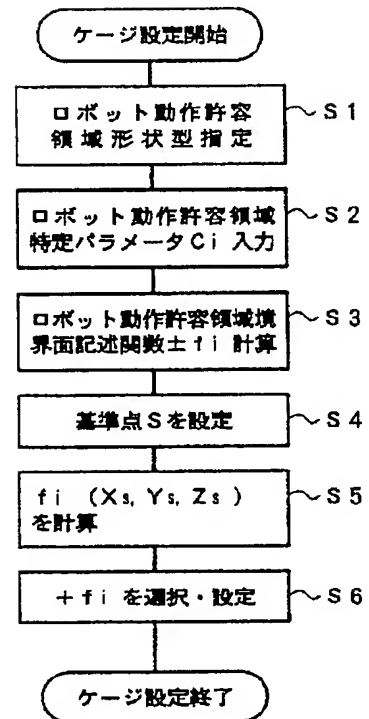 ケージ設定開始
ロボット動作許容
領域形状型指定
～S1
ロボット動作許容領域
特定パラメータCi 入力
～S2
ロボット動作許容領域境
界面記述関数±fi 計算
～S3
基準点Sを設定
～S4
fi (Xs, Ys, Zs)
を計算
～S5
+fi を選択・設定
～S6
ケージ設定終了